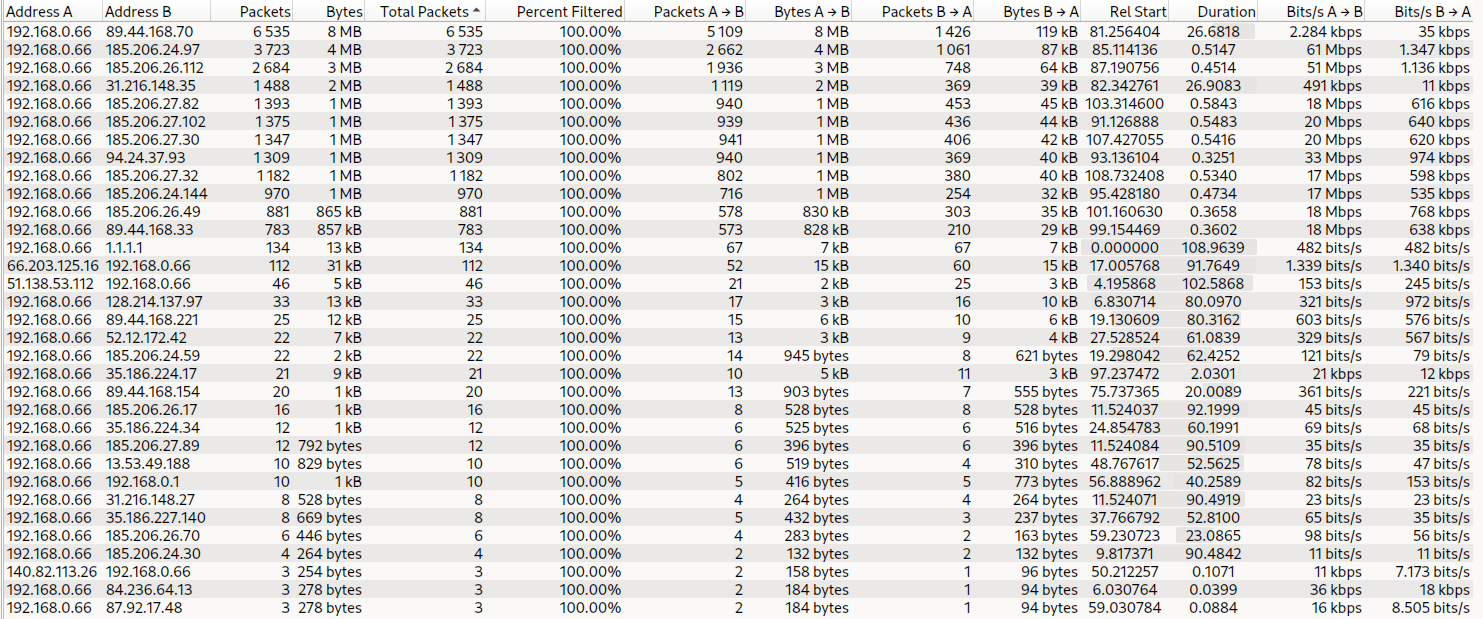 Address A Address B Packets Bytes Total Packets Percent Filtered Packets A → B Bytes A → B Packets B → A Bytes B → A Rel Start Duration Bits/s A → B Bits/s B → A
192.168.0.66 89.44.168.70 6 535 8 MB 6 535 100.00% 5 109 8 MB 1 426 119 kB 81.256404 26.6818 2.284 kbps 35 kbps
192.168.0.66 185.206.24.97 3 723 4 MB 3 723 100.00% 2 662 4 MB 1 061 87 kB 85.114136 0.5147 61 Mbps 1.347 kbps
192.168.0.66 185.206.26.112 2 684 3 MB 2 684 100.00% 1 936 3 MB 748 64 kB 87.190756 0.4514 51 Mbps 1.136 kbps
192.168.0.66 31.216.148.35 1 488 2 MB 1 488 100.00% 1 119 2 MB 369 39 kB 82.342761 26.9083 491 kbps 11 kbps
192.168.0.66 185.206.27.82 1 393 1 MB 1 393 100.00% 940 1 MB 453 45 kB 103.314600 0.5843 18 Mbps 616 kbps
192.168.0.66 185.206.27.102 1 375 1 MB 1 375 100.00% 939 1 MB 436 44 kB 91.126888 0.5483 20 Mbps 640 kbps
192.168.0.66 185.206.27.30 1 347 1 MB 1 347 100.00% 941 1 MB 406 42 kB 107.427055 0.5416 20 Mbps 620 kbps
192.168.0.66 94.24.37.93 1 309 1 MB 1 309 100.00% 940 1 MB 369 40 kB 93.136104 0.3251 33 Mbps 974 kbps
192.168.0.66 185.206.27.32 1 182 1 MB 1 182 100.00% 802 1 MB 380 40 kB 108.732408 0.5340 17 Mbps 598 kbps
192.168.0.66 185.206.24.144 970 1 MB 970 100.00% 716 1 MB 254 32 kB 95.428180 0.4734 17 Mbps 535 kbps
192.168.0.66 185.206.26.49 881 865 kB 881 100.00% 578 830 kB 303 35 kB 101.160630 0.3658 18 Mbps 768 kbps
192.168.0.66 89.44.168.33 783 857 kB 783 100.00% 573 828 kB 210 29 kB 99.154469 0.3602 18 Mbps 638 kbps
192.168.0.66 1.1.1.1 134 13 kB 134 100.00% 67 7 kB 67 7 kB 0.000000 108.9639 482 bits/s 482 bits/s
66.203.125.16 192.168.0.66 112 31 kB 112 100.00% 52 15 kB 60 15 kB 17.005768 91.7649 1.339 bits/s 1.340 bits/s
51.138.53.112 192.168.0.66 46 5 kB 46 100.00% 21 2 kB 25 3 kB 4.195868 102.5868 153 bits/s 245 bits/s
192.168.0.66 128.214.137.97 33 13 kB 33 100.00% 17 3 kB 16 10 kB 6.830714 80.0970 321 bits/s 972 bits/s
192.168.0.66 89.44.168.221 25 12 kB 25 100.00% 15 6 kB 10 6 kB 19.130609 80.3162 603 bits/s 576 bits/s
192.168.0.66 52.12.172.42 22 7 kB 22 100.00% 13 3 kB 9 4 kB 27.528524 61.0839 329 bits/s 567 bits/s
192.168.0.66 185.206.24.59 22 2 kB 22 100.00% 14 945 bytes 8 621 bytes 19.298042 62.4252 121 bits/s 79 bits/s
192.168.0.66 35.186.224.17 21 9 kB 21 100.00% 10 5 kB 11 3 kB 97.237472 2.0301 21 kbps 12 kbps
192.168.0.66 89.44.168.154 20 1 kB 20 100.00% 13 903 bytes 7 555 bytes 75.737365 20.0089 361 bits/s 221 bits/s
192.168.0.66 185.206.26.17 16 1 kB 16 100.00% 8 528 bytes 8 528 bytes 11.524037 92.1999 45 bits/s 45 bits/s
192.168.0.66 35.186.224.34 12 1 kB 12 100.00% 6 525 bytes 6 516 bytes 24.854783 60.1991 69 bits/s 68 bits/s
192.168.0.66 185.206.27.89 12 792 bytes 12 100.00% 6 396 bytes 6 396 bytes 11.524084 90.5109 35 bits/s 35 bits/s
192.168.0.66 13.53.49.188 10 829 bytes 10 100.00% 6 519 bytes 4 310 bytes 48.767617 52.5625 78 bits/s 47 bits/s
192.168.0.66 192.168.0.1 10 1 kB 10 100.00% 5 416 bytes 5 773 bytes 56.888962 40.2589 82 bits/s 153 bits/s
192.168.0.66 31.216.148.27 8 528 bytes 8 100.00% 4 264 bytes 4 264 bytes 11.524071 90.4919 23 bits/s 23 bits/s
192.168.0.66 35.186.227.140 8 669 bytes 8 100.00% 5 432 bytes 3 237 bytes 37.766792 52.8100 65 bits/s 35 bits/s
192.168.0.66 185.206.26.70 6 446 bytes 6 100.00% 4 283 bytes 2 163 bytes 59.230723 23.0865 98 bits/s 56 bits/s
192.168.0.66 185.206.24.30 4 264 bytes 4 100.00% 2 132 bytes 2 132 bytes 9.817371 90.4842 11 bits/s 11 bits/s
140.82.113.26 192.168.0.66 3 254 bytes 3 100.00% 2 158 bytes 1 96 bytes 50.212257 0.1071 11 kbps 7.173 bits/s
192.168.0.66 84.236.64.13 3 278 bytes 3 100.00% 2 184 bytes 1 94 bytes 6.030764 0.0399 36 kbps 18 kbps
192.168.0.66 87.92.17.48 3 278 bytes 3 100.00% 2 184 bytes 1 94 bytes 59.030784 0.0884 16 kbps 8.505 bits/s